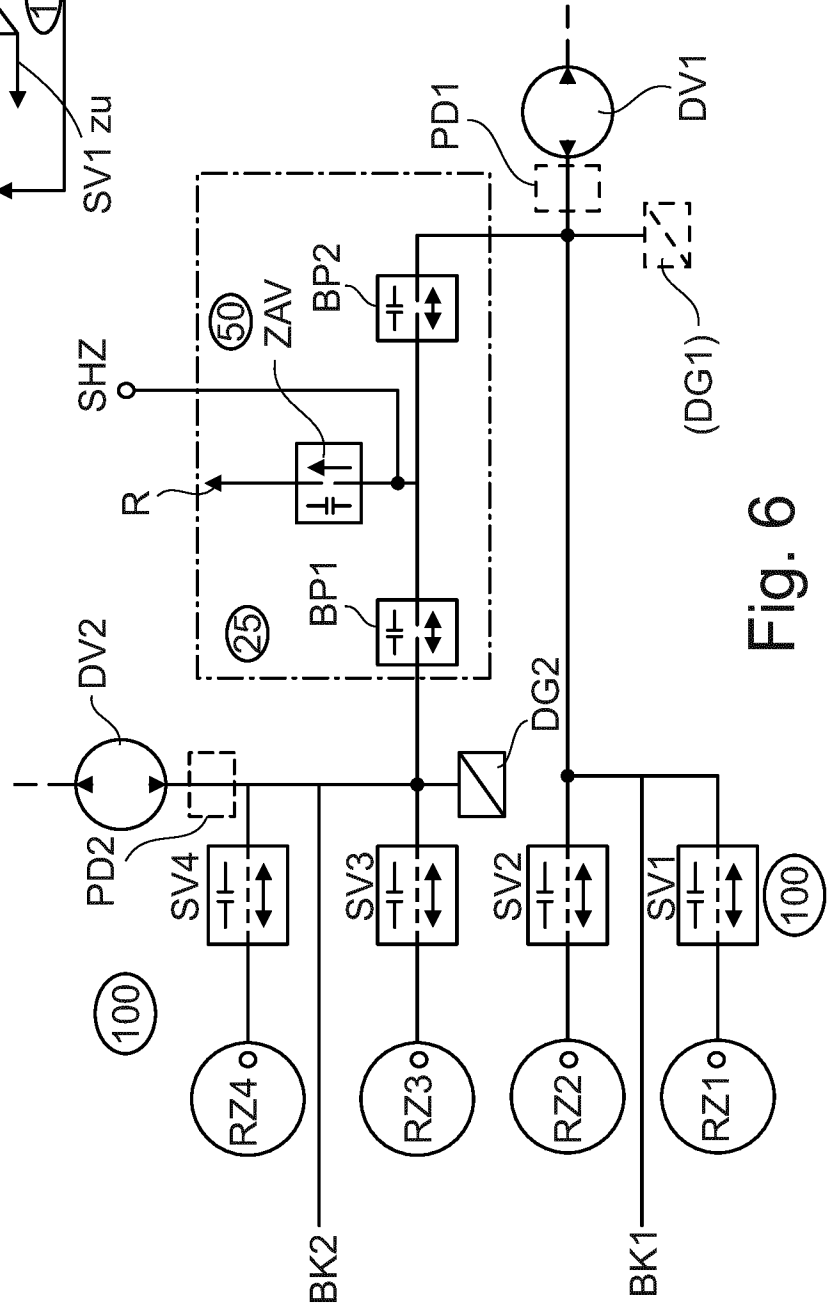 SV1 zu
1
DV2
PD2
25
BP1
R
SHZ
50
ZAV
BP2
PD1
DV1
100
SV4
SV3
DG2
SV2
SV1
100
(DG1)
RZ4
RZ3
RZ2
RZ1
BK2
BK1
Fig. 6